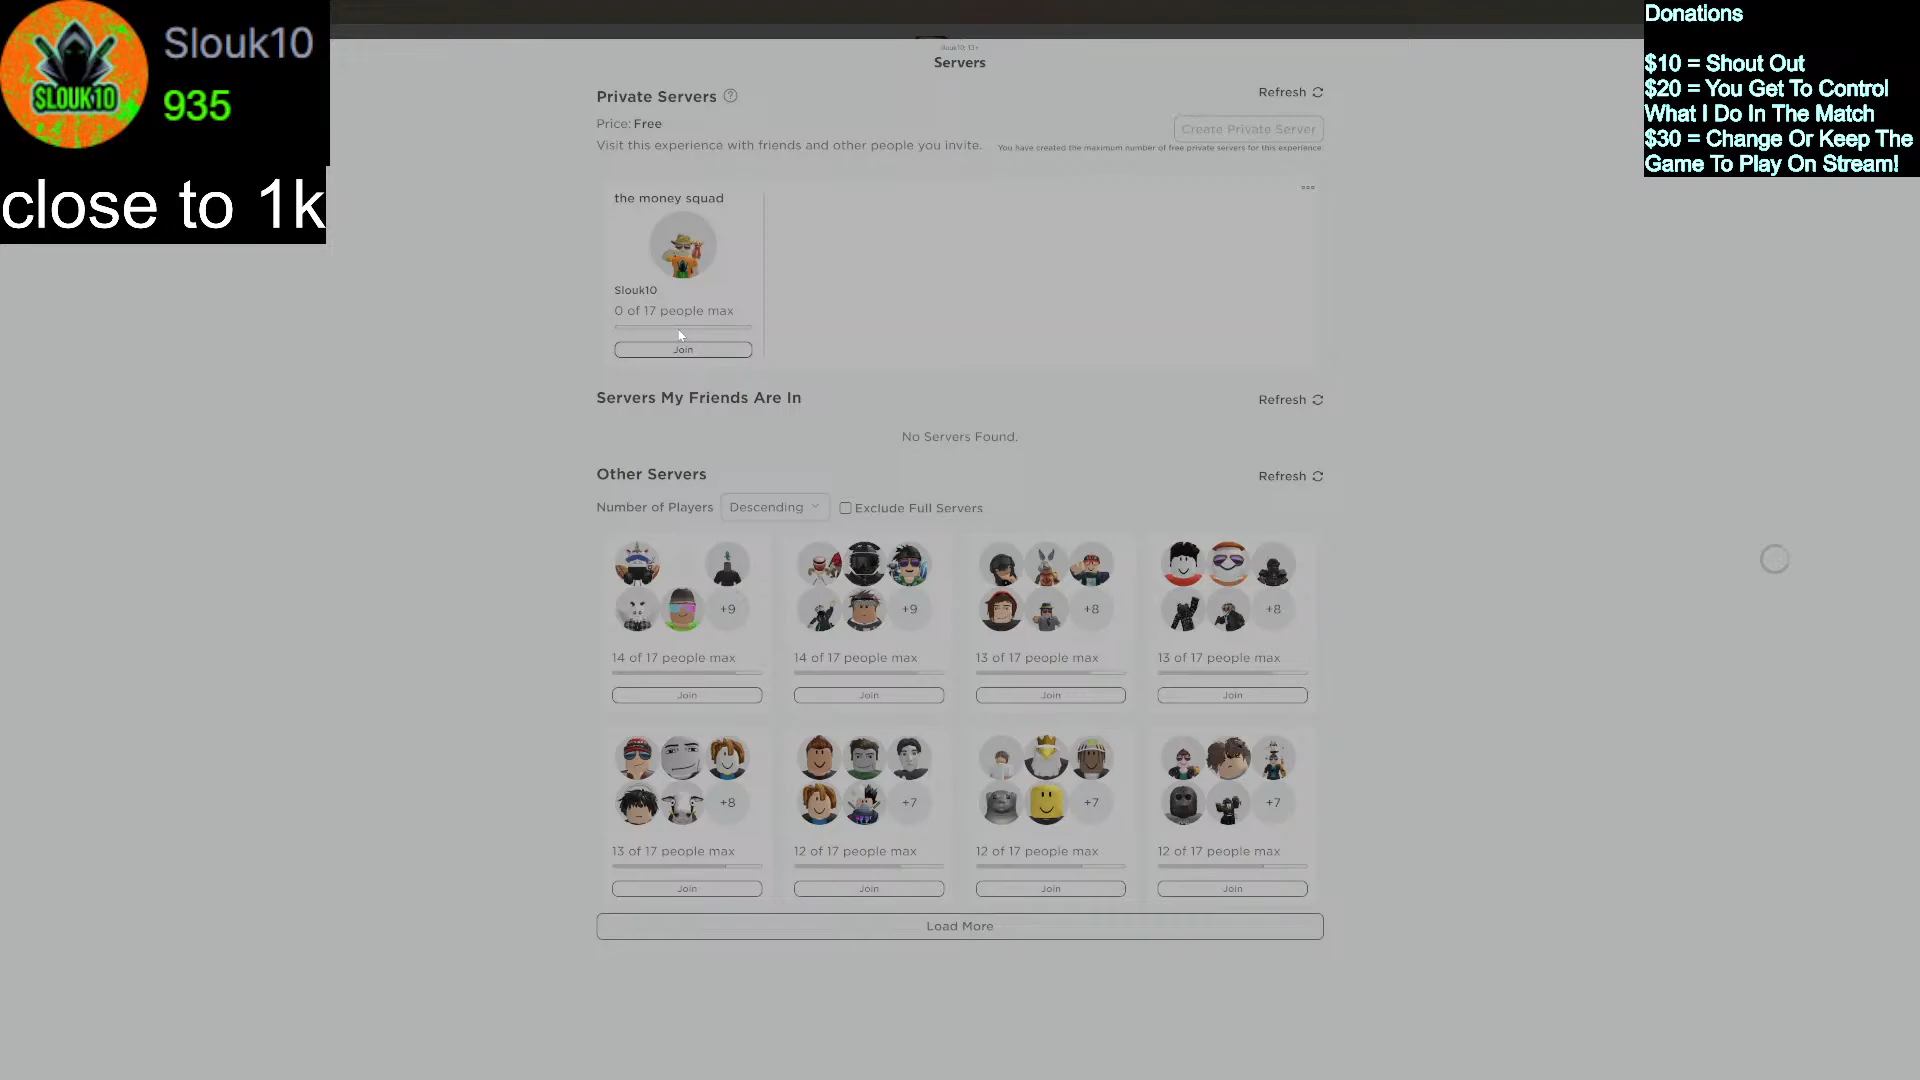 Slouk10
935
close to 1k
SLOUK10
Donations
$10 = Shout Out
$20 = You Get To Control
What I Do In The Match
$30 = Change Or Keep The
Game To Play On Stream!
Slouk10: 13+
Servers
Private Servers
Refresh
Price: Free
Create Private Server
Visit this experience with friends and other people you invite.
You have created the maximum number of free private servers for this experience.
the money squad
Slouk10
0 of 17 people max
Join
Servers My Friends Are In
Refresh
No Servers Found.
Other Servers
Refresh
Number of Players Descending Exclude Full Servers
+9 +9 +8 +8
14 of 17 people max 14 of 17 people max 13 of 17 people max 13 of 17 people max
Join Join Join Join
+8 +7 +7 +7
13 of 17 people max 12 of 17 people max 12 of 17 people max 12 of 17 people max
Join Join Join Join
Load More